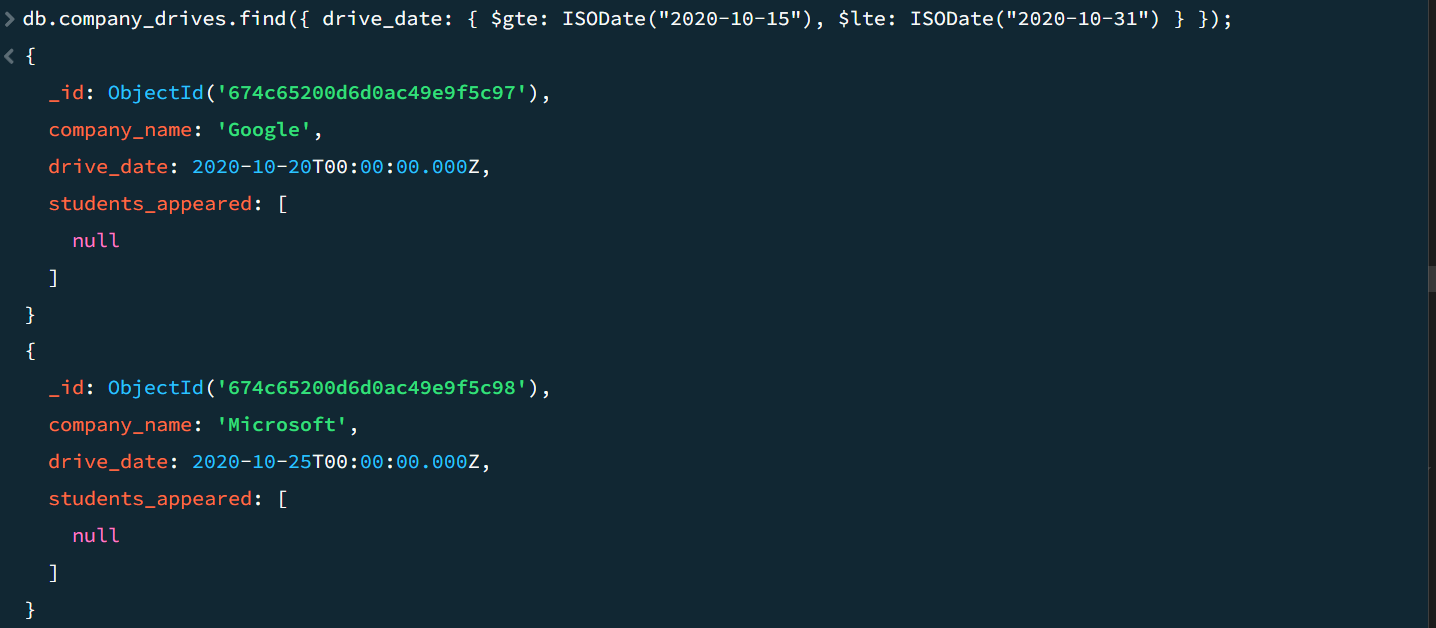 > db.company_drives.find({ drive_date: { $gte: ISODate("2020-10-15"), $lte: ISODate("2020-10-31") } });
< {
    _id: ObjectId('674c65200d6d0ac49e9f5c97'),
    company_name: 'Google',
    drive_date: 2020-10-20T00:00:00.000Z,
    students_appeared: [
      null
    ]
  }
  {
    _id: ObjectId('674c65200d6d0ac49e9f5c98'),
    company_name: 'Microsoft',
    drive_date: 2020-10-25T00:00:00.000Z,
    students_appeared: [
      null
    ]
  }